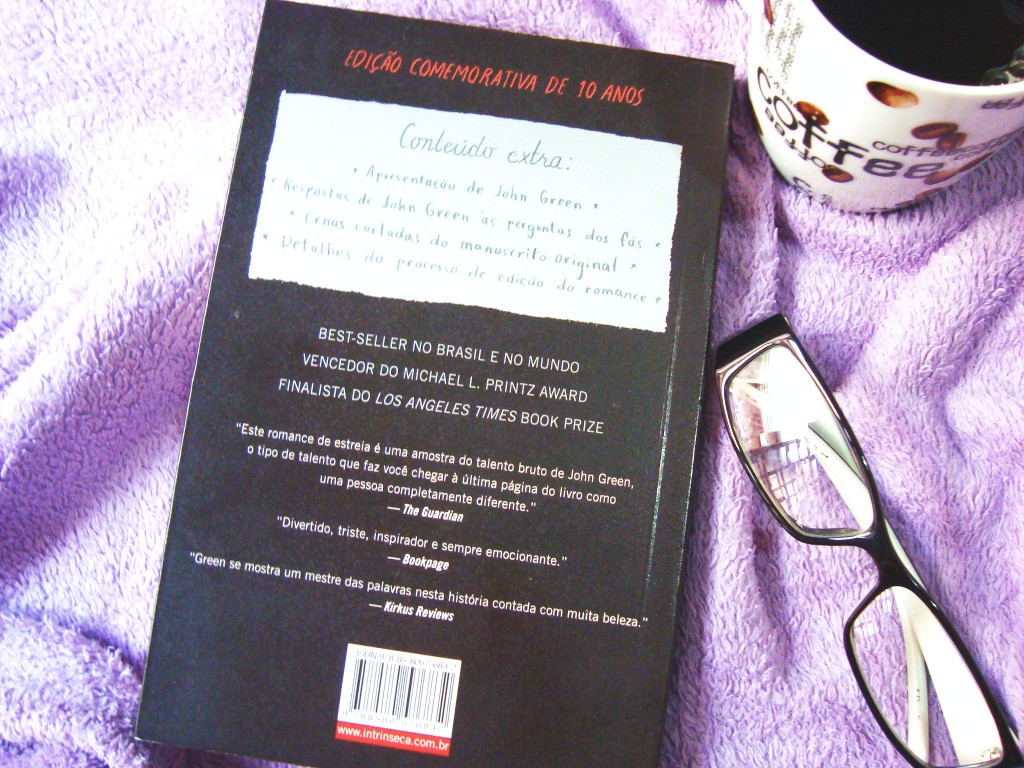 EDIÇÃO COMEMORATIVA DE 10 ANOS
Conteúdo extra:
* Apresentação de John Green *
* Respostas de John Green às perguntas dos fãs *
* Cenas cortadas do manuscrito original *
* Detalhes do processo de edição do romance *
BEST-SELLER NO BRASIL E NO MUNDO
VENCEDOR DO MICHAEL L. PRINTZ AWARD
FINALISTA DO LOS ANGELES TIMES BOOK PRIZE
“Este romance de estreia é uma amostra do talento bruto de John Green,
o tipo de talento que faz você chegar à última página do livro como
uma pessoa completamente diferente.”
— The Guardian
“Divertido, triste, inspirador e sempre emocionante.”
— Bookpage
“Green se mostra um mestre das palavras nesta história contada com muita beleza.”
— Kirkus Reviews
www.intrinseca.com.br
Coffee
coffee